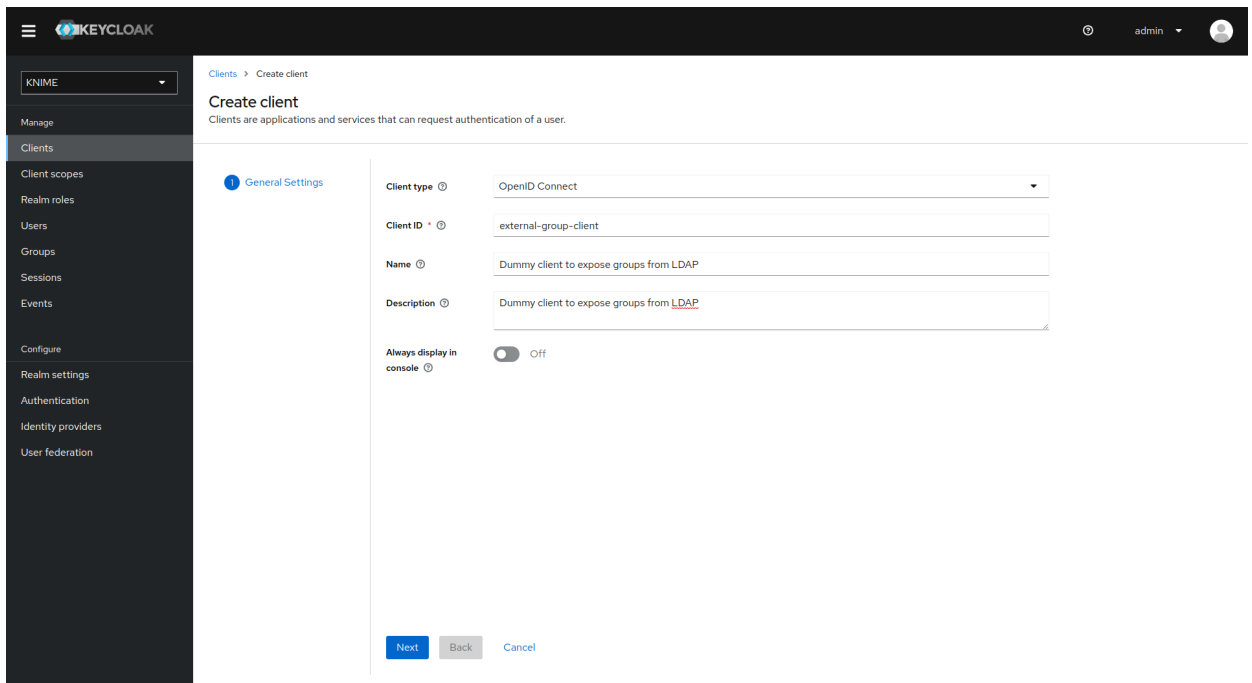 KEYCLOAK
admin
KNIME
Manage
Clients
Client scopes
Realm roles
Users
Groups
Sessions
Events
Configure
Realm settings
Authentication
Identity providers
User federation
Clients > Create client
Create client
Clients are applications and services that can request authentication of a user.
1 General Settings
Client type OpenID Connect
Client ID * external-group-client
Name Dummy client to expose groups from LDAP
Description Dummy client to expose groups from LDAP
Always display in
console
Off
Next Back Cancel